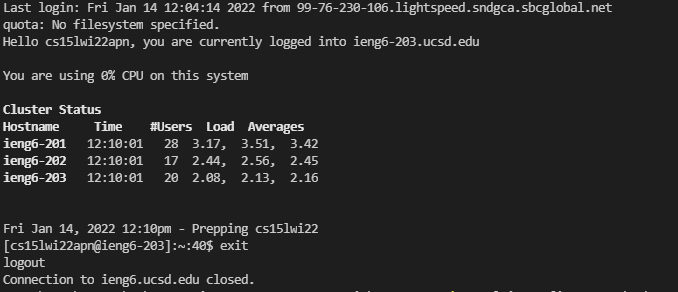 Last login: Fri Jan 14 12:04:14 2022 from 99-76-230-106.lightspeed.sndgca.sbcglobal.net
quota: No filesystem specified.
Hello cs15lwi22apn, you are currently logged into ieng6-203.ucsd.edu
You are using 0% CPU on this system
Cluster Status
Hostname     Time    #Users  Load  Averages
ieng6-201   12:10:01   28  3.17,  3.51,  3.42
ieng6-202   12:10:01   17  2.44,  2.56,  2.45
ieng6-203   12:10:01   20  2.08,  2.13,  2.16
Fri Jan 14, 2022 12:10pm - Prepping cs15lwi22
[cs15lwi22apn@ieng6-203]:~:40$ exit
logout
Connection to ieng6.ucsd.edu closed.